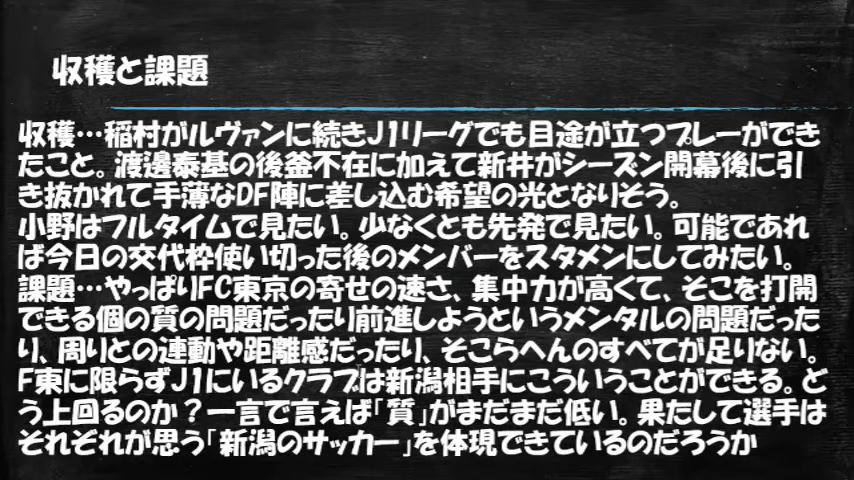 収穫と課題
収穫…稲村がルヴァンに続きJ1リーグでも目途が立つプレーができ
たこと。渡邊泰基の後釜不在に加えて新井がシーズン開幕後に引
き抜かれて手薄なDF陣に差し込む希望の光となりそう。
小野はフルタイムで見たい。少なくとも先発で見たい。可能であれ
ば今日の交代枠使い切った後のメンバーをスタメンにしてみたい。
課題…やっぱりFC東京の寄せの速さ、集中力が高くて、そこを打開
できる個の質の問題だったり前進しようというメンタルの問題だった
り、周りとの連動や距離感だったり、そこらへんのすべてが足りない。
F東に限らずJ1にいるクラブは新潟相手にこういうことができる。ど
う上回るのか？一言で言えば「質」がまだまだ低い。果たして選手は
それぞれが思う「新潟のサッカー」を体現できているのだろうか